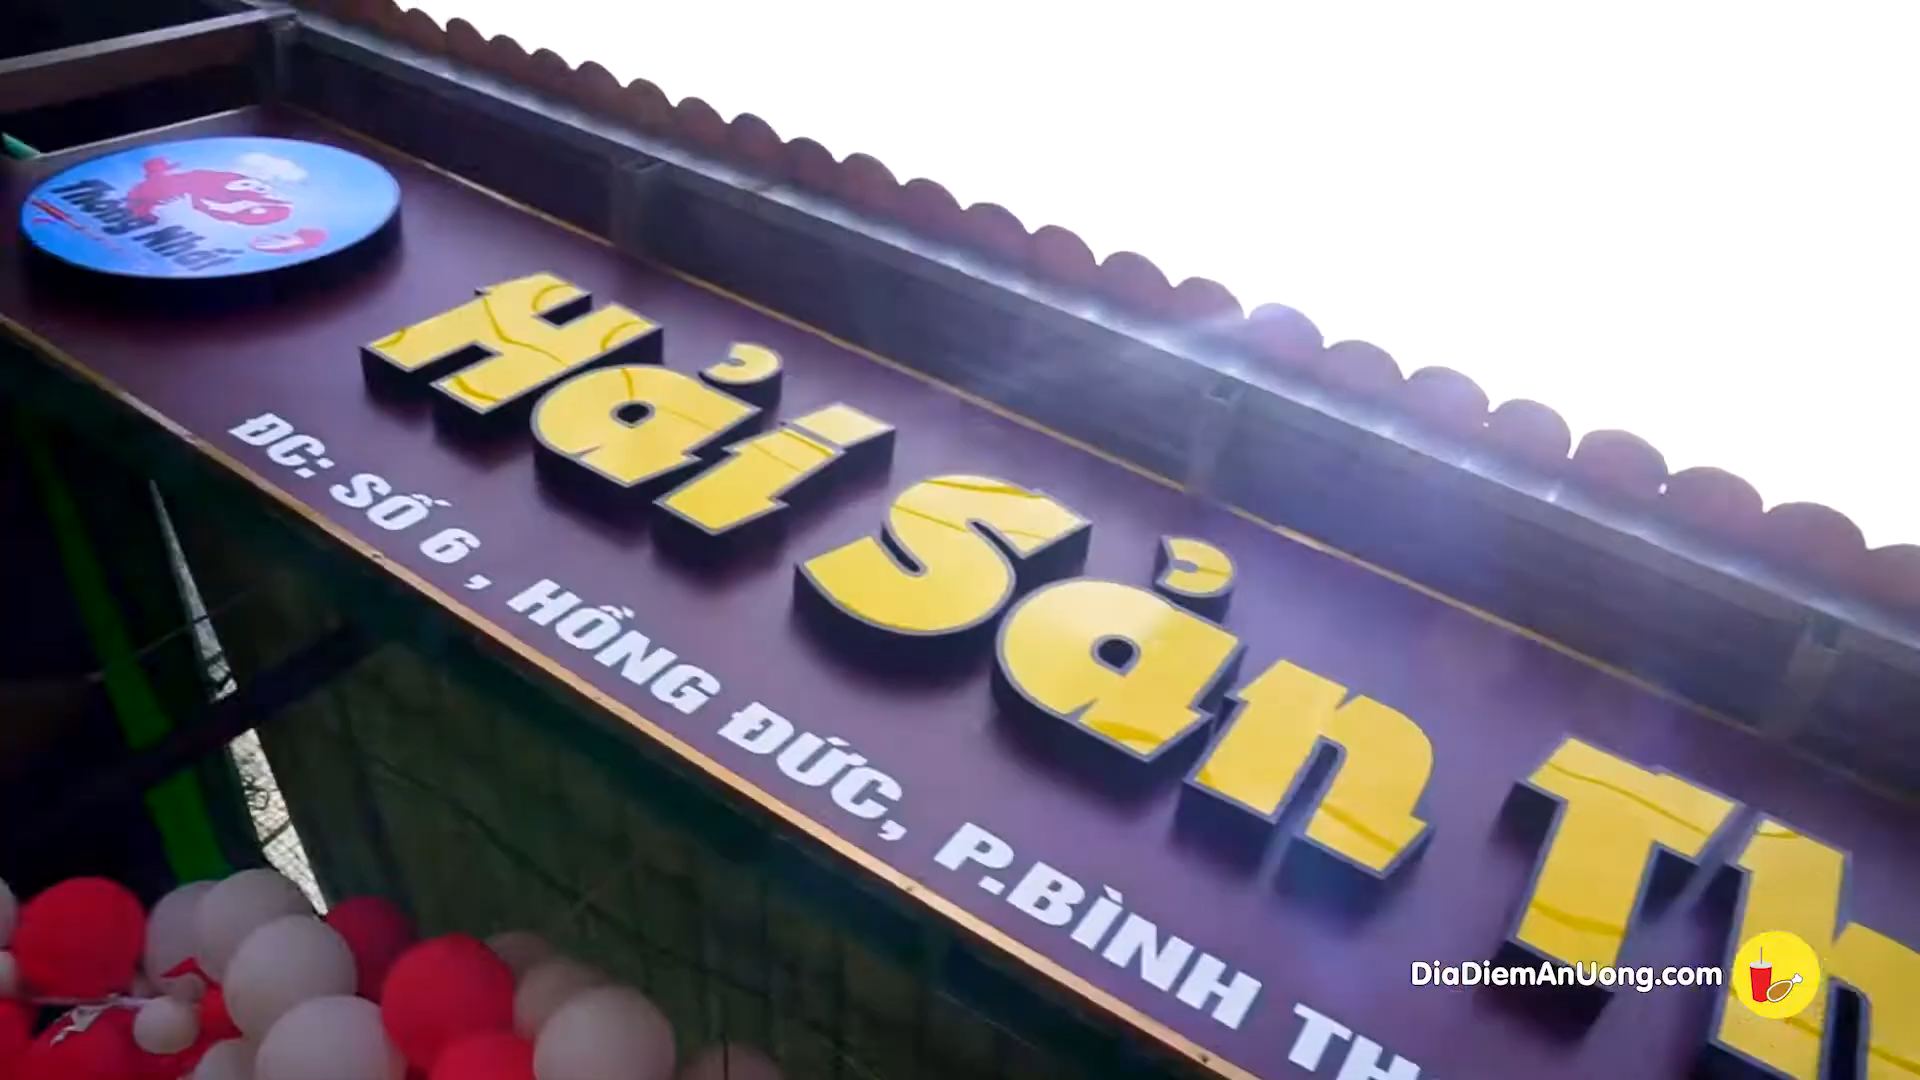 Thống Nhất
Hải Sản Th
ĐC: SỐ 6, HỒNG ĐỨC, P.BÌNH TH
DiaDiemAnUong.com